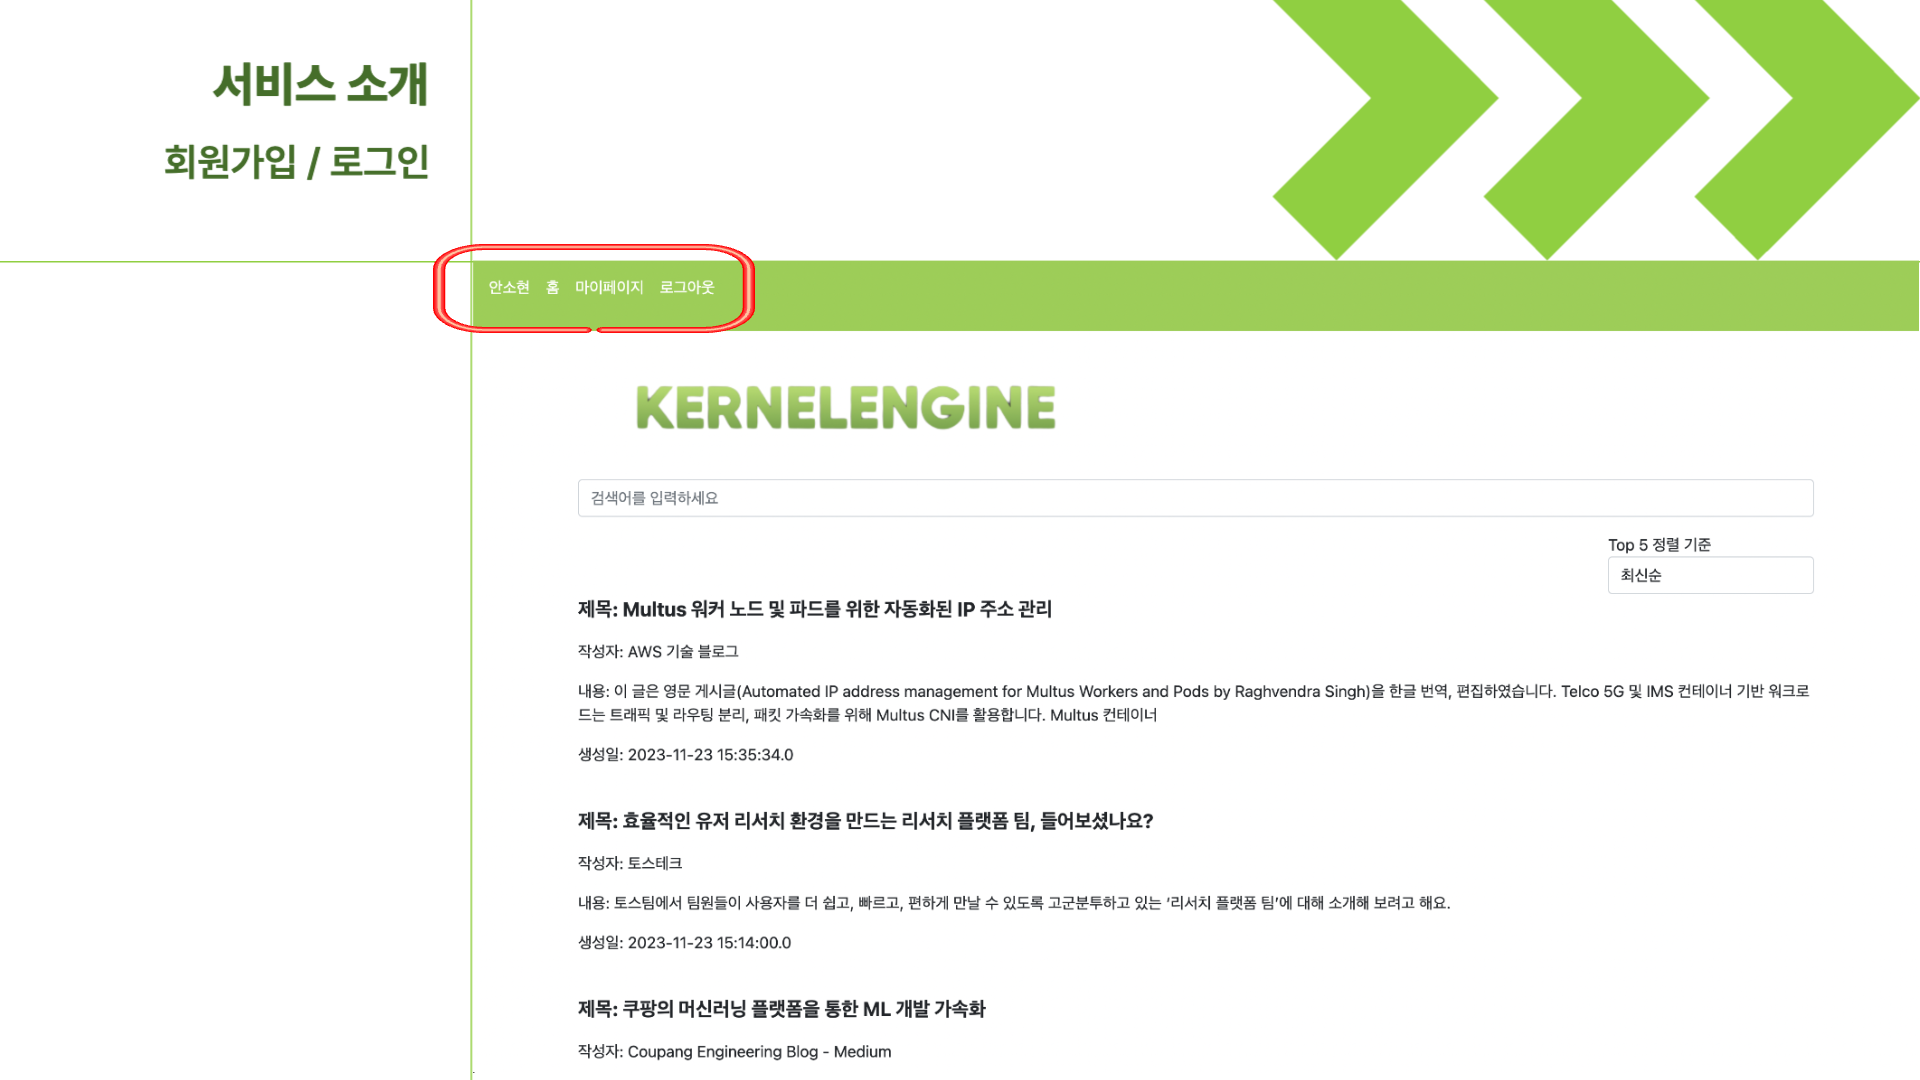 서비스 소개
회원가입 / 로그인
안소현 홈 마이페이지 로그아웃
KERNELENGINE
검색어를 입력하세요
Top 5 정렬 기준
최신순
제목: Multus 워커 노드 및 파드를 위한 자동화된 IP 주소 관리
작성자: AWS 기술 블로그
내용: 이 글은 영문 게시글(Automated IP address management for Multus Workers and Pods by Raghvendra Singh)을 한글 번역, 편집하였습니다. Telco 5G 및 IMS 컨테이너 기반 워크로
드는 트래픽 및 라우팅 분리, 패킷 가속화를 위해 Multus CNI를 활용합니다. Multus 컨테이너
생성일: 2023-11-23 15:35:34.0
제목: 효율적인 유저 리서치 환경을 만드는 리서치 플랫폼 팀, 들어보셨나요?
작성자: 토스테크
내용: 토스팀에서 팀원들이 사용자를 더 쉽고, 빠르고, 편하게 만날 수 있도록 고군분투하고 있는 ‘리서치 플랫폼 팀’에 대해 소개해 보려고 해요.
생성일: 2023-11-23 15:14:00.0
제목: 쿠팡의 머신러닝 플랫폼을 통한 ML 개발 가속화
작성자: Coupang Engineering Blog - Medium